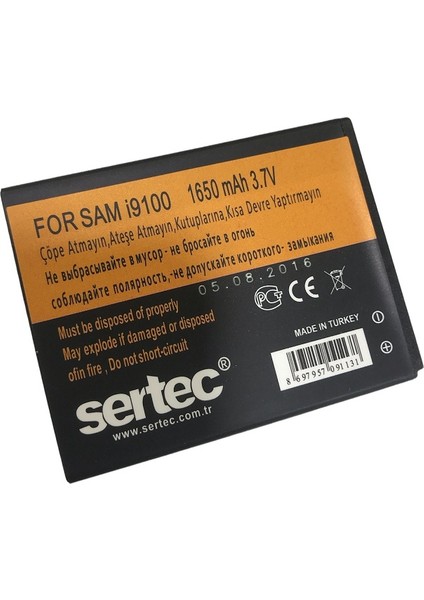 FOR SAM i9100 1650 mAh 3.7V
Çöpe Atmayın,Ateşe Atmayın,Kutuplarına,Kısa Devre Yaptırmayın
Не выбрасывайте в мусор- не бросайте в огонь
соблюдайте полярность,-не допускайте короткого- замыкания
05.08.2016
Must be disposed of properly
May explode if damaged or disposed
ofin fire , Do not short-circuit
РСТ CE
MADE IN TURKEY
sertec®
www.sertec.com.tr
8 697957 091131